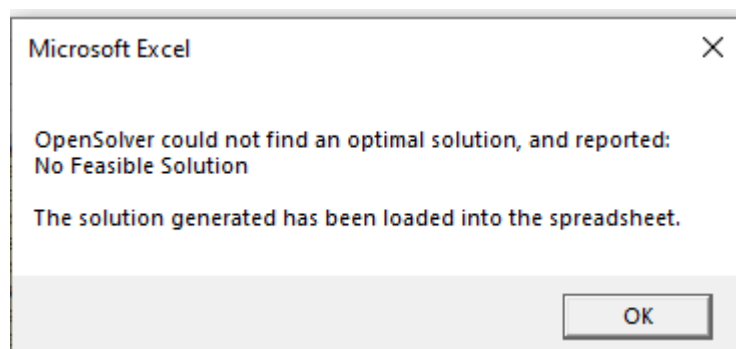 Microsoft Excel
OpenSolver could not find an optimal solution, and reported:
No Feasible Solution
The solution generated has been loaded into the spreadsheet.
OK